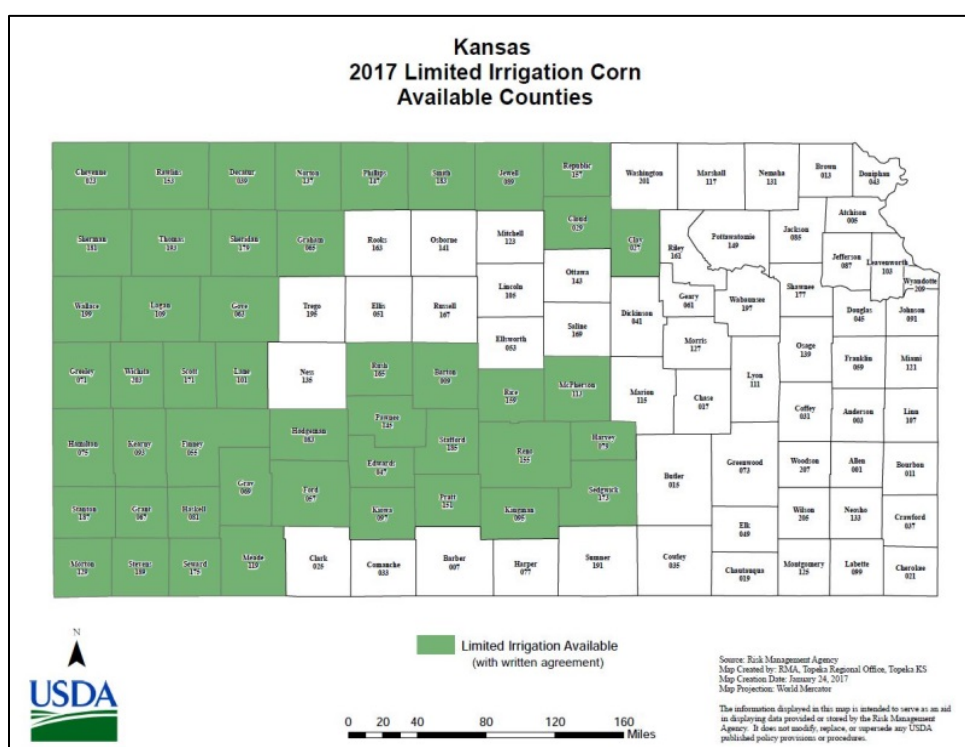 Kansas
2017 Limited Irrigation Corn
Available Counties
Cheyenne
023
Rawlins
153
Decatur
039
Norton
137
Phillips
147
Smith
183
Jewell
089
Republic
157
Washington
201
Marshall
117
Nemaha
131
Brown
013
Doniphan
043
Sherman
181
Thomas
193
Sheridan
179
Graham
065
Rooks
163
Osborne
141
Mitchell
123
Cloud
029
Clay
027
Riley
161
Pottawatomie
149
Jackson
085
Atchison
005
Jefferson
087
Leavenworth
103
Wyandotte
209
Wallace
199
Logan
109
Gove
063
Trego
195
Ellis
051
Russell
167
Lincoln
105
Ottawa
143
Saline
169
Dickinson
041
Geary
061
Wabaunsee
197
Shawnee
177
Douglas
045
Johnson
091
Greeley
071
Wichita
203
Scott
171
Lane
101
Ness
135
Rush
165
Barton
009
Ellsworth
053
Rice
159
McPherson
113
Marion
115
Morris
127
Chase
017
Lyon
111
Osage
139
Franklin
059
Miami
121
Hamilton
075
Kearny
093
Finney
055
Hodgeman
083
Pawnee
145
Stafford
185
Reno
155
Harvey
079
Coffey
031
Anderson
003
Linn
107
Gray
069
Ford
057
Edwards
047
Kiowa
097
Pratt
151
Kingman
095
Sedgwick
173
Butler
015
Greenwood
073
Woodson
207
Allen
001
Bourbon
011
Stanton
187
Grant
067
Haskell
081
Wilson
205
Neosho
133
Crawford
037
Morton
129
Stevens
189
Seward
175
Meade
119
Clark
025
Comanche
033
Barber
007
Harper
077
Sumner
191
Cowley
035
Elk
049
Chautauqua
019
Montgomery
125
Labette
099
Cherokee
021
N
USDA
Limited Irrigation Available
(with written agreement)
0 20 40 80 120 160
Miles
Source: Risk Management Agency
Map Created by: RMA, Topeka Regional Office, Topeka KS
Map Creation Date: January 24, 2017
Map Projection: World Mercator
The information displayed in this map is intended to serve as an aid
in displaying data provided or stored by the Risk Management
Agency. It does not modify, replace, or supersede any USDA
published policy provisions or procedures.